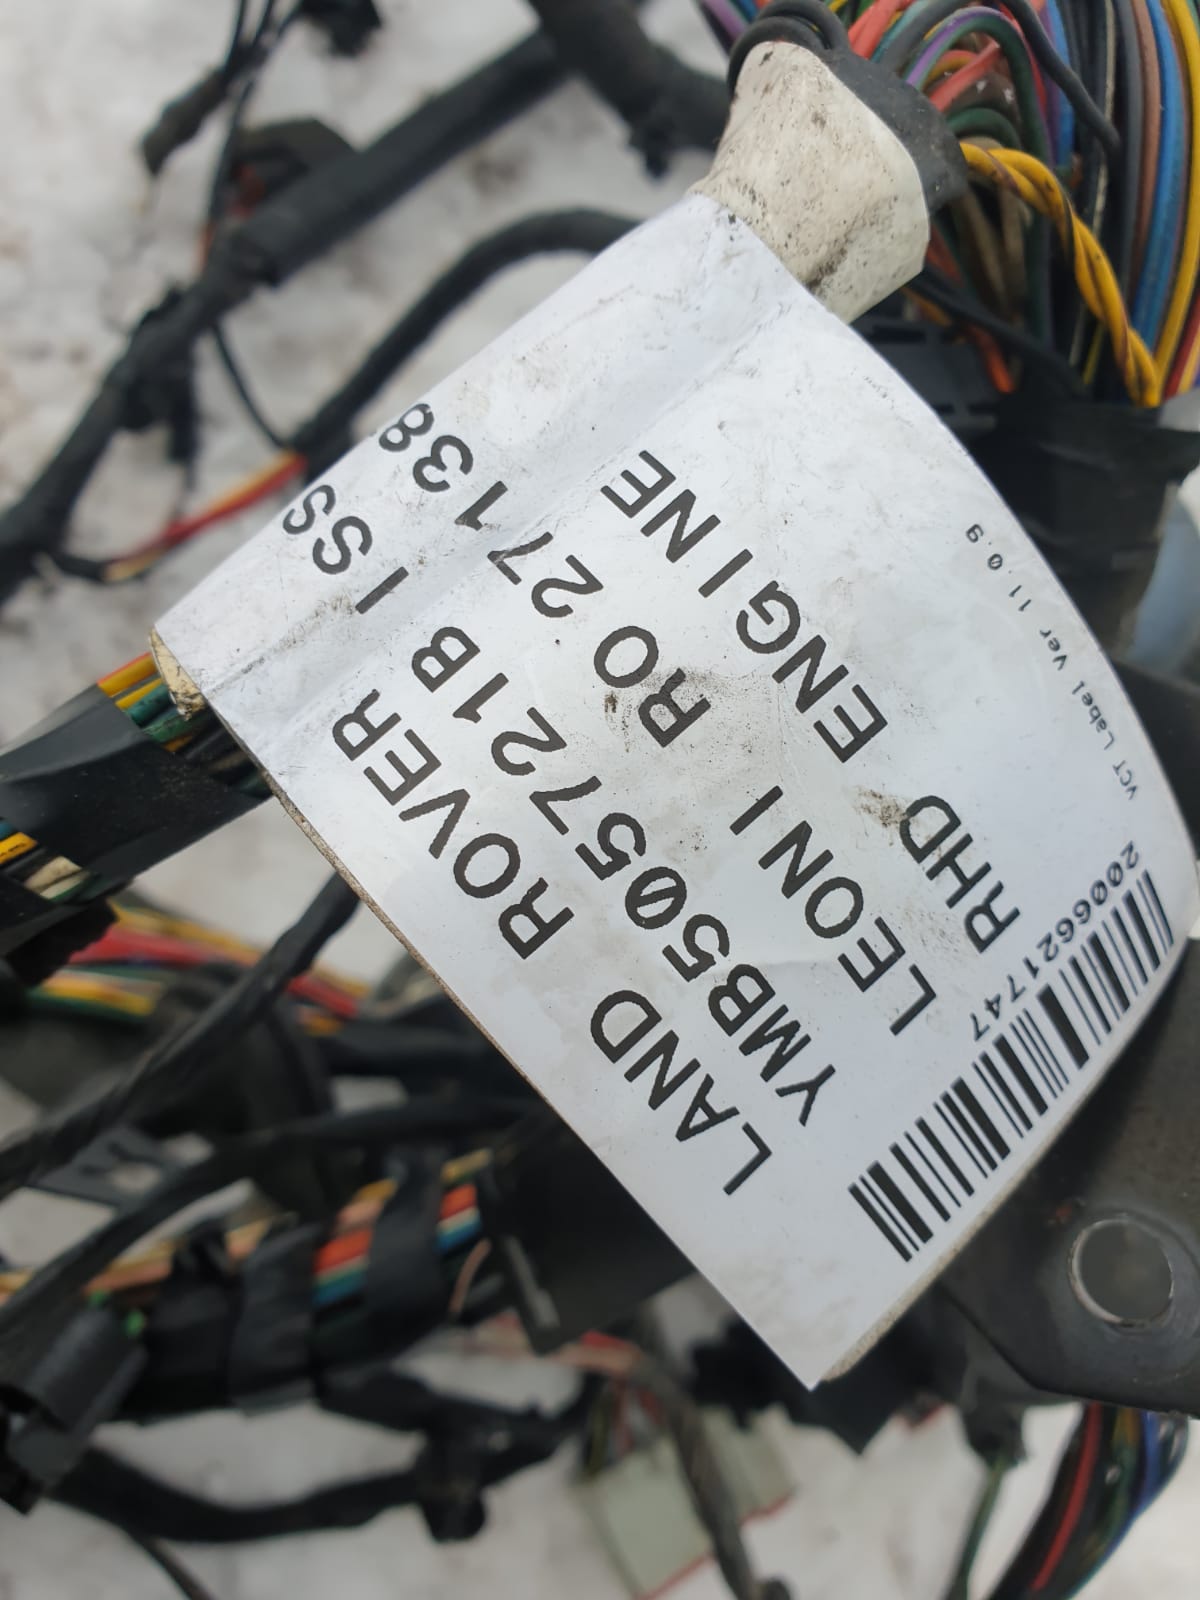 LAND ROVER ISS
YMB505721B
LEONI RO 27138
RHD ENGINE
2006621747
VCT Label Ver 11.0.9